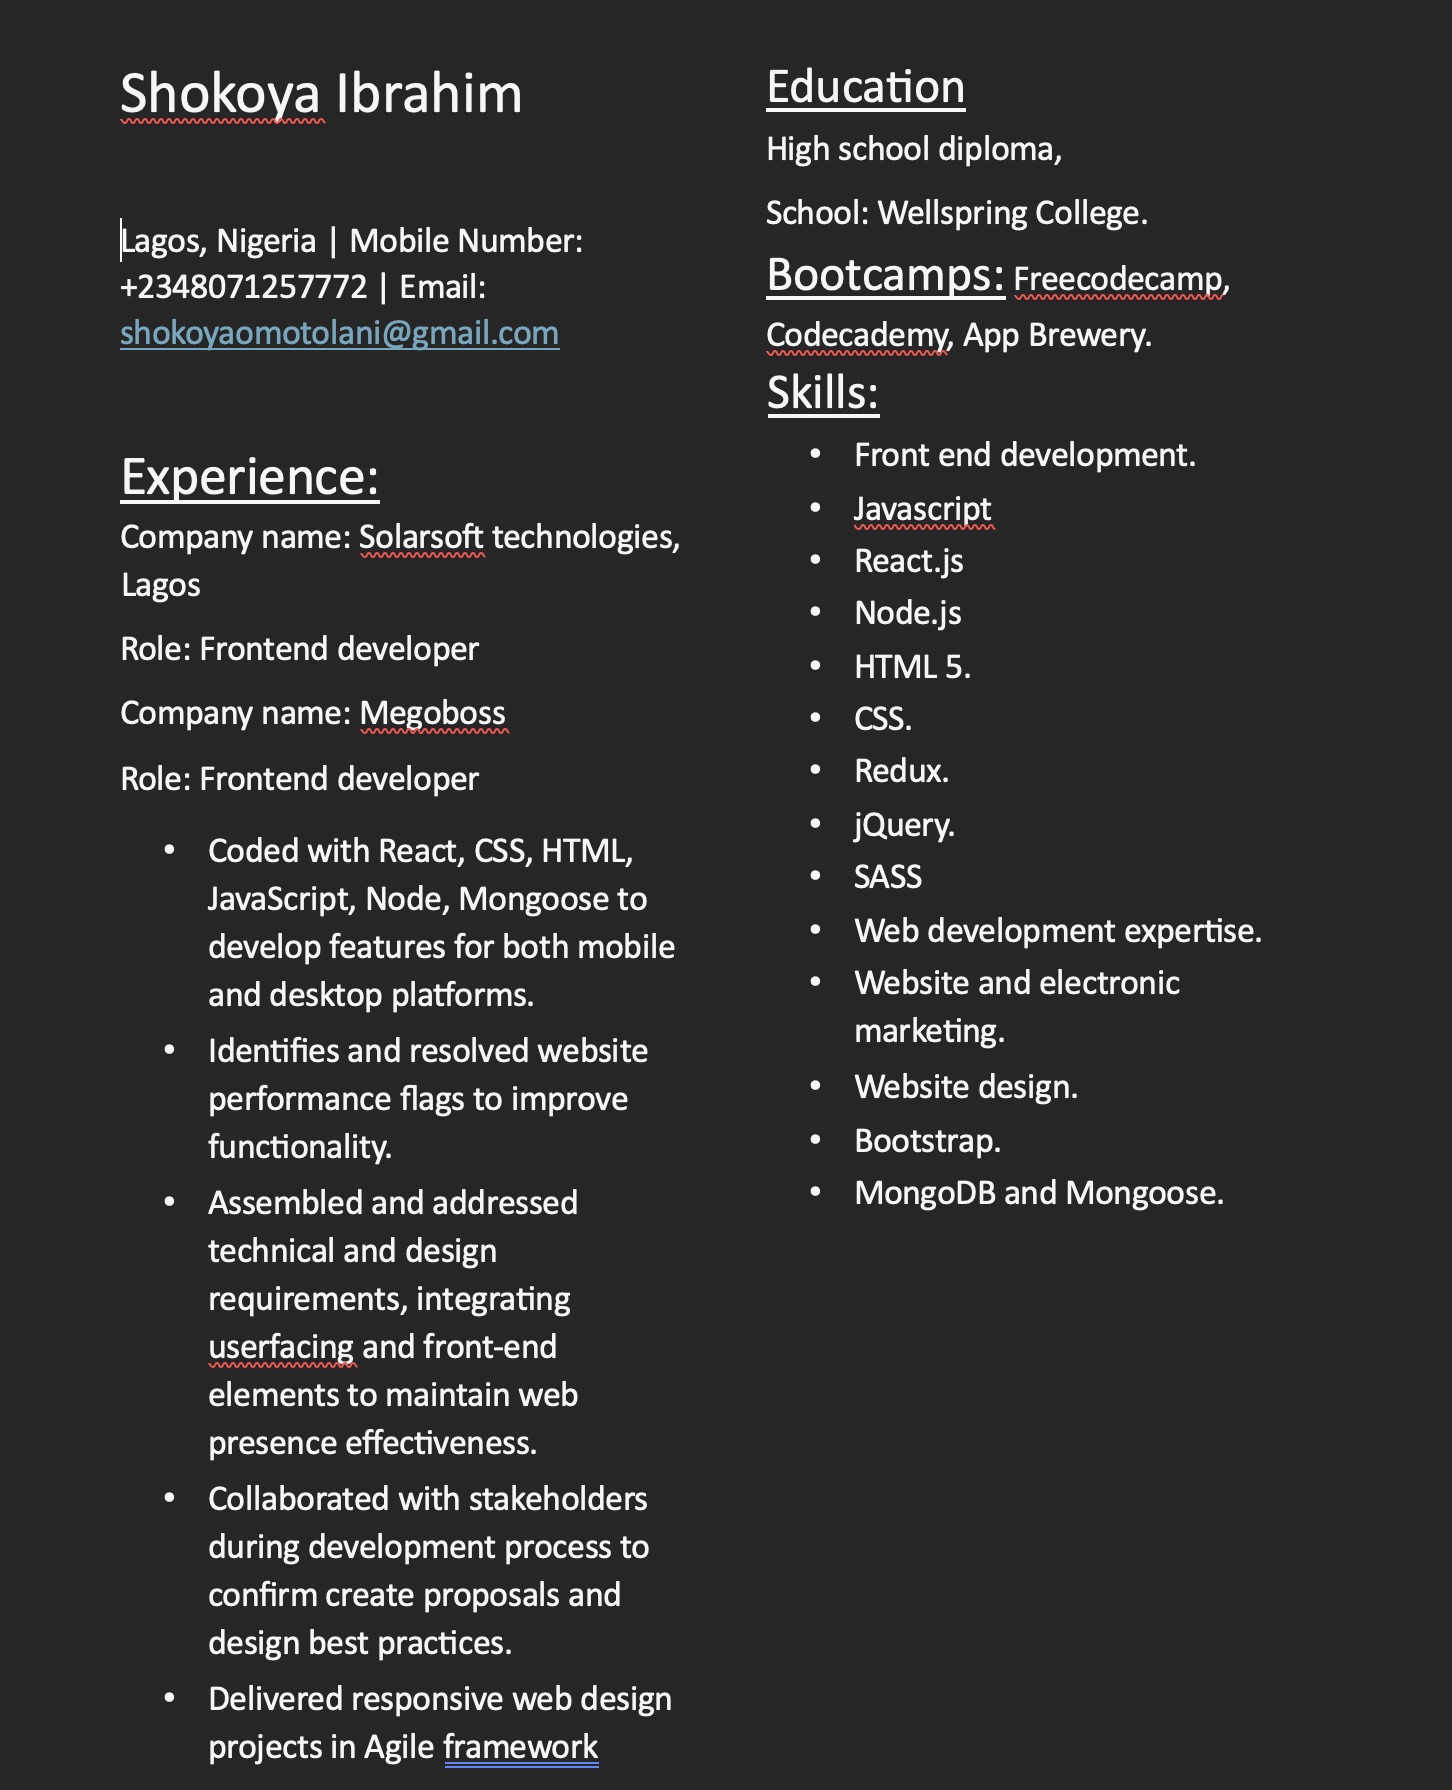 Shokoya Ibrahim
Lagos, Nigeria | Mobile Number:
+2348071257772 | Email:
shokoyaomotolani@gmail.com
Experience:
Company name: Solarsoft technologies,
Lagos
Role: Frontend developer
Company name: Megoboss
Role: Frontend developer
• Coded with React, CSS, HTML,
JavaScript, Node, Mongoose to
develop features for both mobile
and desktop platforms.
• Identifies and resolved website
performance flags to improve
functionality.
• Assembled and addressed
technical and design
requirements, integrating
userfacing and front-end
elements to maintain web
presence effectiveness.
• Collaborated with stakeholders
during development process to
confirm create proposals and
design best practices.
• Delivered responsive web design
projects in Agile framework
Education
High school diploma,
School: Wellspring College.
Bootcamps: Freecodecamp,
Codecademy, App Brewery.
Skills:
• Front end development.
• Javascript
• React.js
• Node.js
• HTML 5.
• CSS.
• Redux.
• jQuery.
• SASS
• Web development expertise.
• Website and electronic
marketing.
• Website design.
• Bootstrap.
• MongoDB and Mongoose.